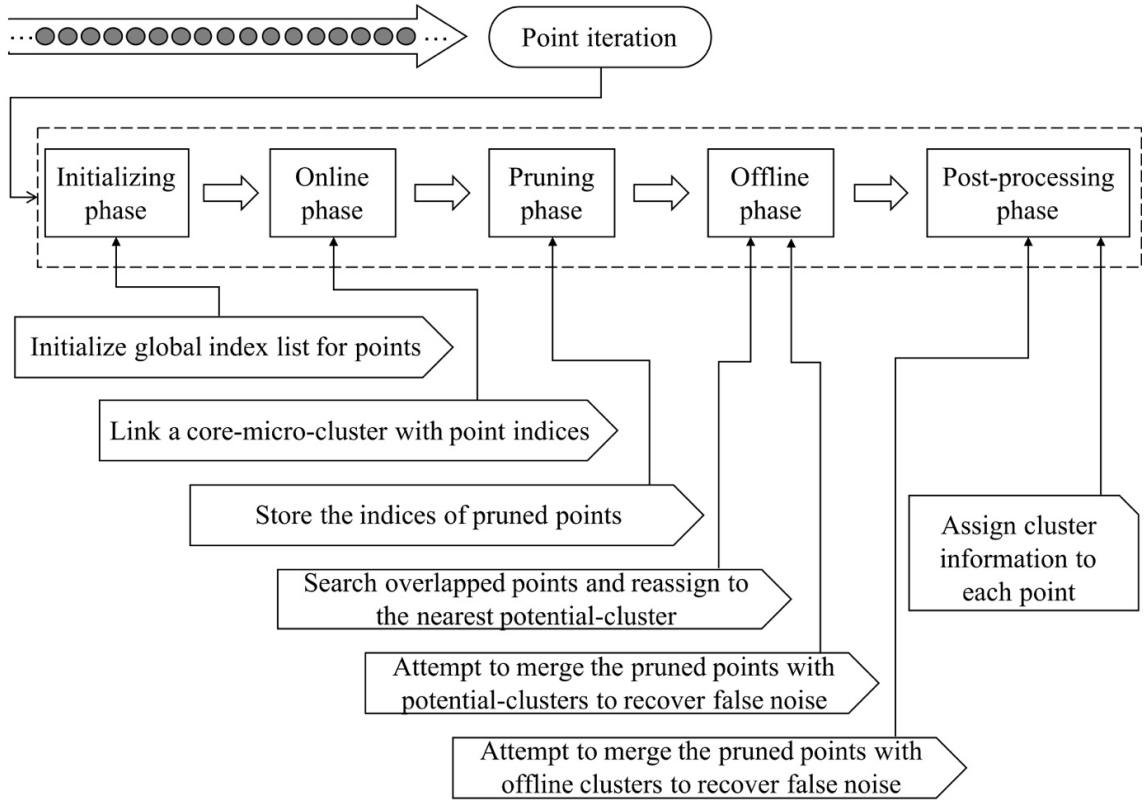 ... ...
Point iteration
Initializing
phase
Online
phase
Pruning
phase
Offline
phase
Post-processing
phase
Initialize global index list for points
Link a core-micro-cluster with point indices
Store the indices of pruned points
Search overlapped points and reassign to
the nearest potential-cluster
Attempt to merge the pruned points with
potential-clusters to recover false noise
Attempt to merge the pruned points with
offline clusters to recover false noise
Assign cluster
information to
each point